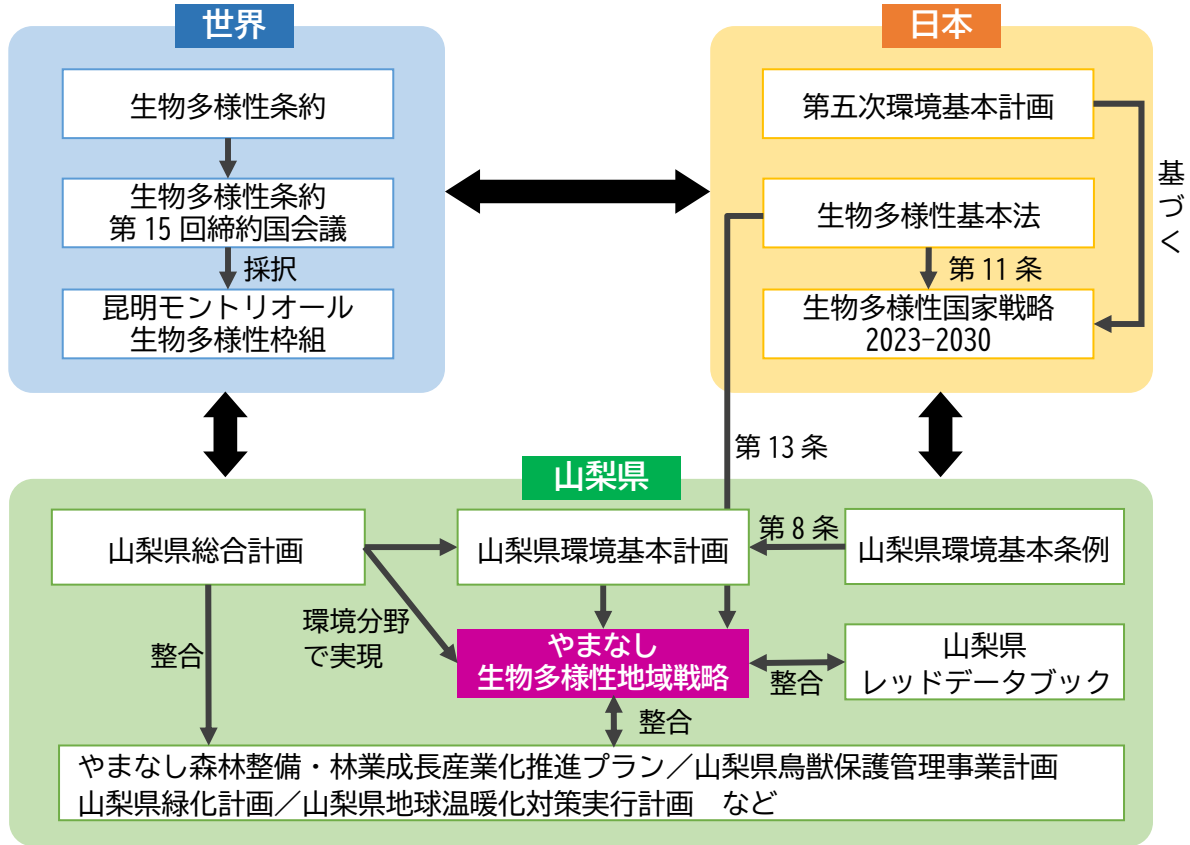 世界
生物多様性条約
生物多様性条約
第 15 回締約国会議
採択
昆明モントリオール
生物多様性枠組
日本
第五次環境基本計画
基づく
生物多様性基本法
第 11 条
生物多様性国家戦略
2023-2030
第 13 条
山梨県
山梨県総合計画
山梨県環境基本計画
第 8 条
山梨県環境基本条例
整合
環境分野
で実現
やまなし
生物多様性地域戦略
整合
山梨県
レッドデータブック
整合
やまなし森林整備・林業成長産業化推進プラン／山梨県鳥獣保護管理事業計画
山梨県緑化計画／山梨県地球温暖化対策実行計画　など